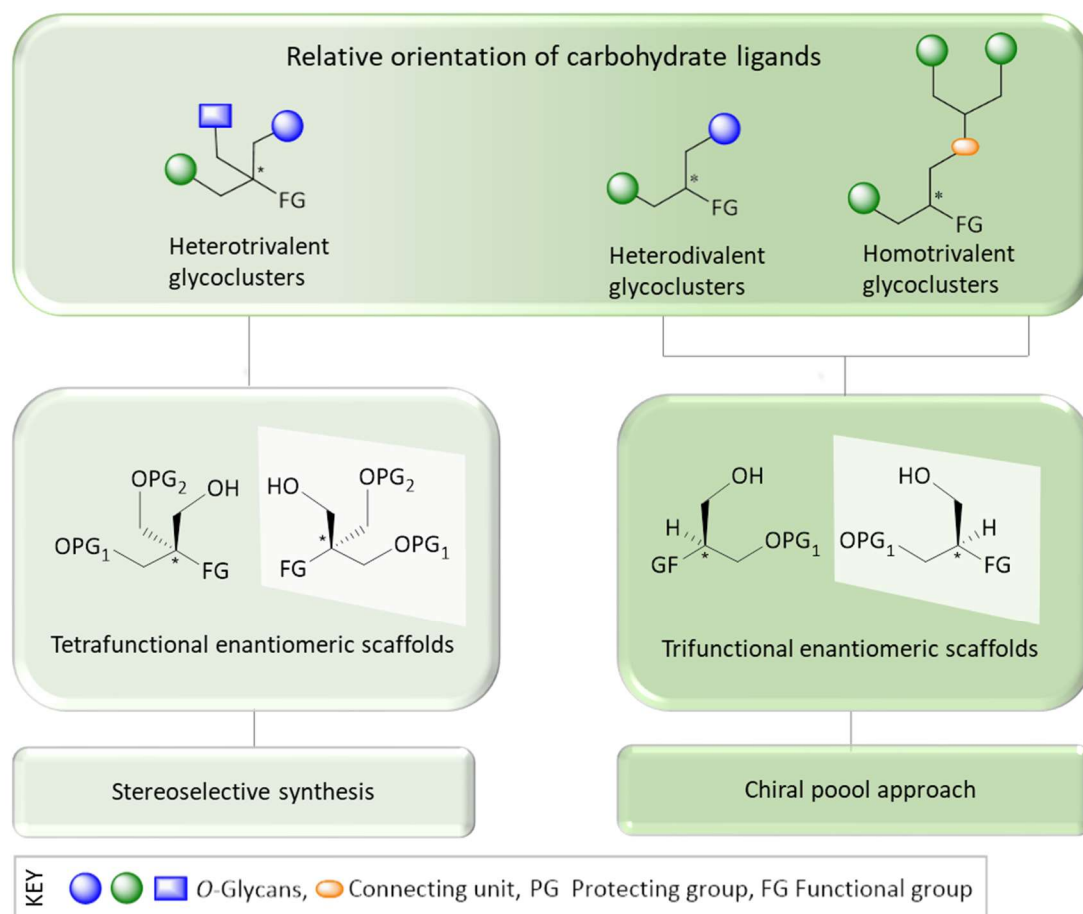 Relative orientation of carbohydrate ligands
*
FG
Heterotrivalent
glycoclusters
*
FG
Heterodivalent
glycoclusters
*
FG
Homotrivalent
glycoclusters
OPG2
OH
OPG1
*
FG
HO
OPG2
*
OPG1
FG
Tetrafunctional enantiomeric scaffolds
OH
H
OPG1
GF
*
HO
H
OPG1
*
FG
Trifunctional enantiomeric scaffolds
Stereoselective synthesis
Chiral poool approach
KEY
O-Glycans, Connecting unit, PG Protecting group, FG Functional group